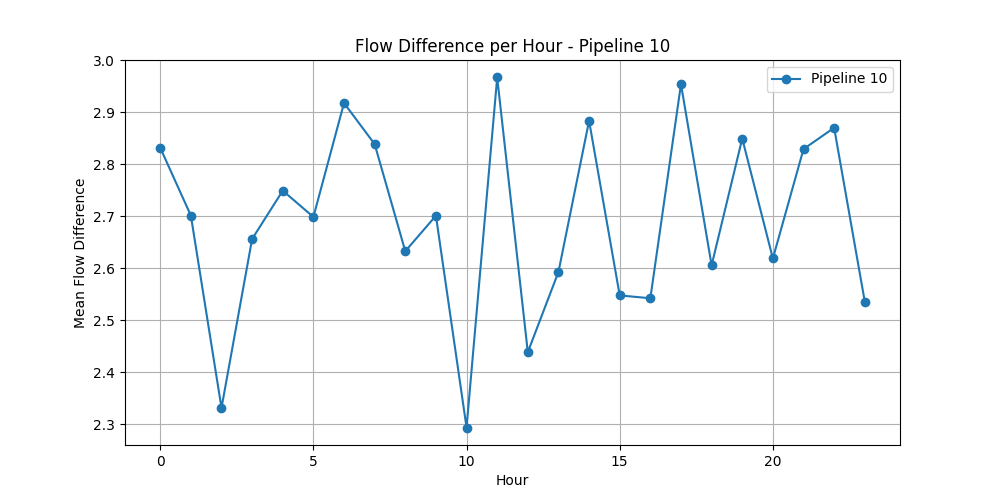 Flow Difference per Hour - Pipeline 10
Pipeline 10
Mean Flow Difference
3.0
2.9
2.8
2.7
2.6
2.5
2.4
2.3
0 5 10 15 20
Hour